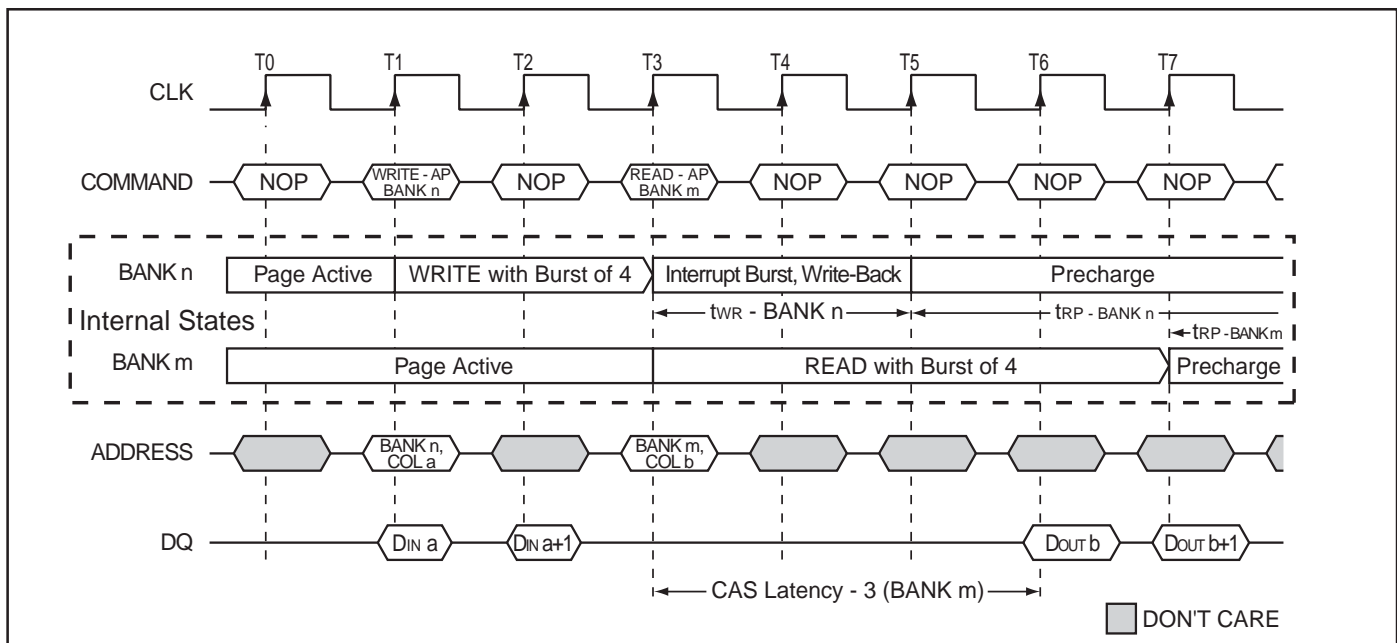 T0 T1 T2 T3 T4 T5 T6 T7
CLK
COMMAND NOP WRITE - AP BANK n NOP READ - AP BANK m NOP NOP NOP NOP
BANK n Page Active WRITE with Burst of 4 Interrupt Burst, Write-Back Precharge
Internal States tWR - BANK n tRP - BANK n
tRP - BANK m
BANK m Page Active READ with Burst of 4 Precharge
ADDRESS BANK n, COL a BANK m, COL b
DQ DIN a DIN a+1 DOUT b DOUT b+1
CAS Latency - 3 (BANK m)
DON'T CARE